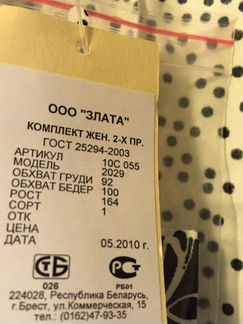 ООО "ЗЛАТА"
КОМПЛЕКТ ЖЕН. 2-Х ПР.
ГОСТ 25294-2003
АРТИКУЛ 10С 055
МОДЕЛЬ 2029
ОБХВАТ ГРУДИ 92
ОБХВАТ БЕДЕР 100
РОСТ 164
СОРТ 1
ОТК
ЦЕНА
ДАТА 05.2010 г.
СТБ РСТ
026 РБ01
224028, Республика Беларусь,
г.Брест, ул.Коммерческая, 15
тел.: (0162)47-93-35